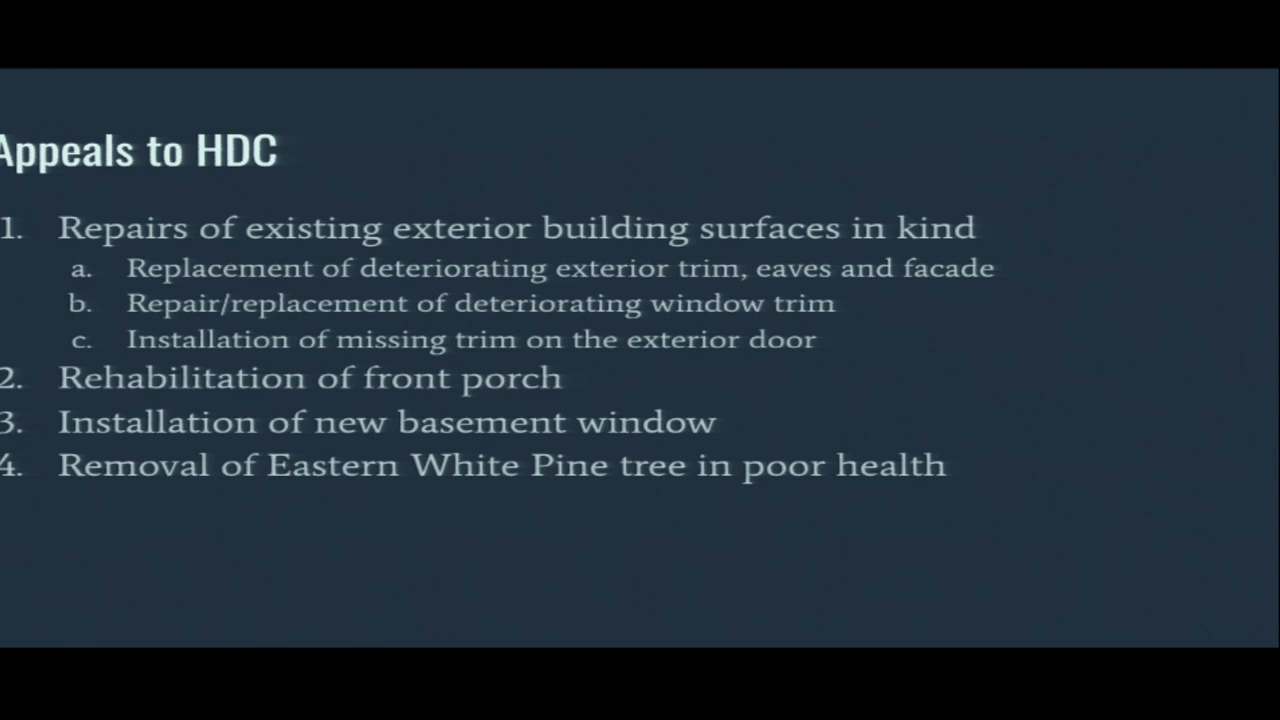 Appeals to HDC
1. Repairs of existing exterior building surfaces in kind
a. Replacement of deteriorating exterior trim, eaves and facade
b. Repair/replacement of deteriorating window trim
c. Installation of missing trim on the exterior door
2. Rehabilitation of front porch
3. Installation of new basement window
4. Removal of Eastern White Pine tree in poor health